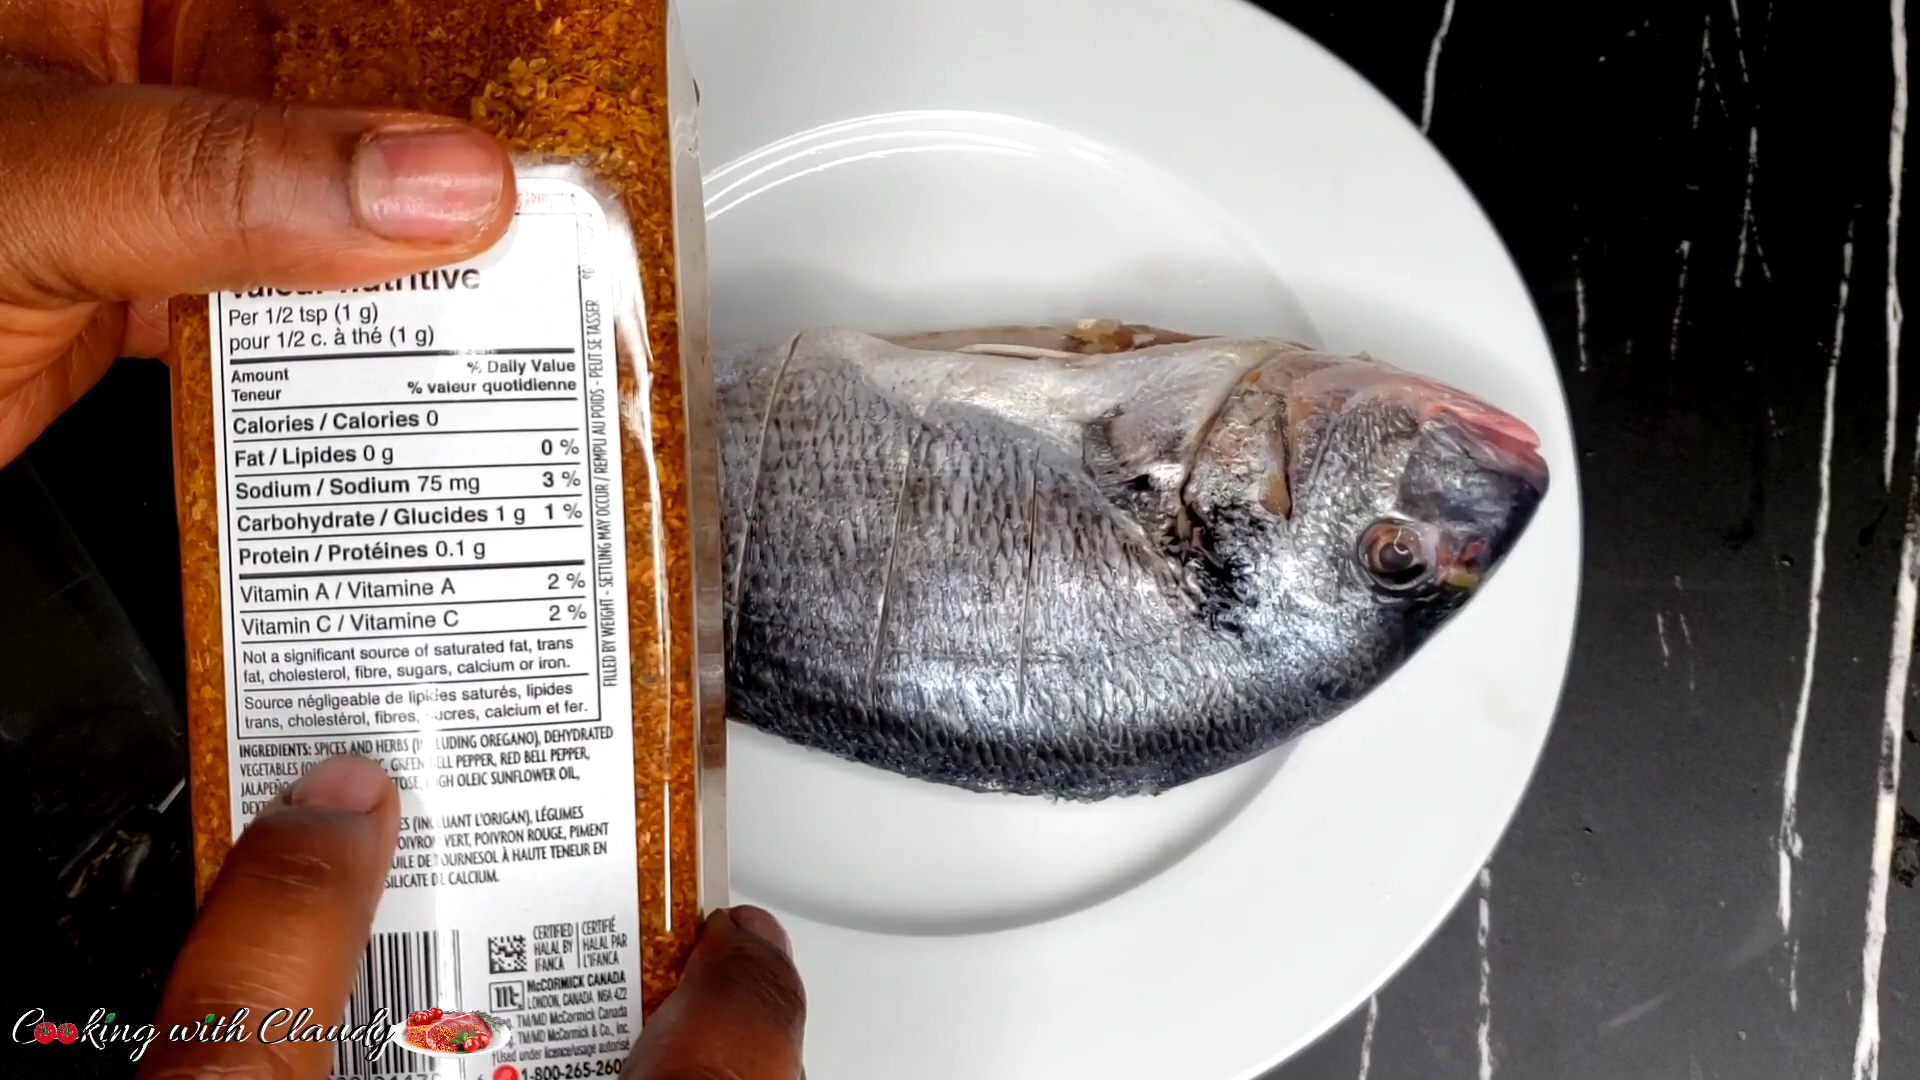 Per 1/2 tsp (1 g)
pour 1/2 c. à thé (1 g)
Amount
Teneur
% Daily Value
% valeur quotidienne
Calories / Calories 0
Fat / Lipides 0 g 0 %
Sodium / Sodium 75 mg 3 %
Carbohydrate / Glucides 1 g 1 %
Protein / Protéines 0.1 g
Vitamin A / Vitamine A 2 %
Vitamin C / Vitamine C 2 %
Not a significant source of saturated fat, trans
fat, cholesterol, fibre, sugars, calcium or iron.
Source négligeable de lipides saturés, lipides
trans, cholestérol, fibres, sucres, calcium et fer.
FILLED BY WEIGHT - SETTLING MAY OCCUR / REMPLI AU POIDS - PEUT SE TASSER
INGREDIENTS: SPICES AND HERBS OREGANO), DEHYDRATED
VEGETABLES GREEN BELL PEPPER, RED BELL PEPPER,
HIGH OLEIC SUNFLOWER OIL,
L'ORIGAN), LÉGUMES
VERT, POIVRON ROUGE, PIMENT
TOURNESOL À HAUTE TENEUR EN
SILICATE DE CALCIUM.
CERTIFIED
HALAL BY
IFANCA
CERTIFIÉ
HALAL PAR
L'IFANCA
McCORMICK CANADA
LONDON, CANADA N6A 4Z2
TM/MD McCormick Canada
TM/MD McCormick & Co., Inc.
†Used under licence/usage autorisé
1-800-265-260
Cooking with Claudy